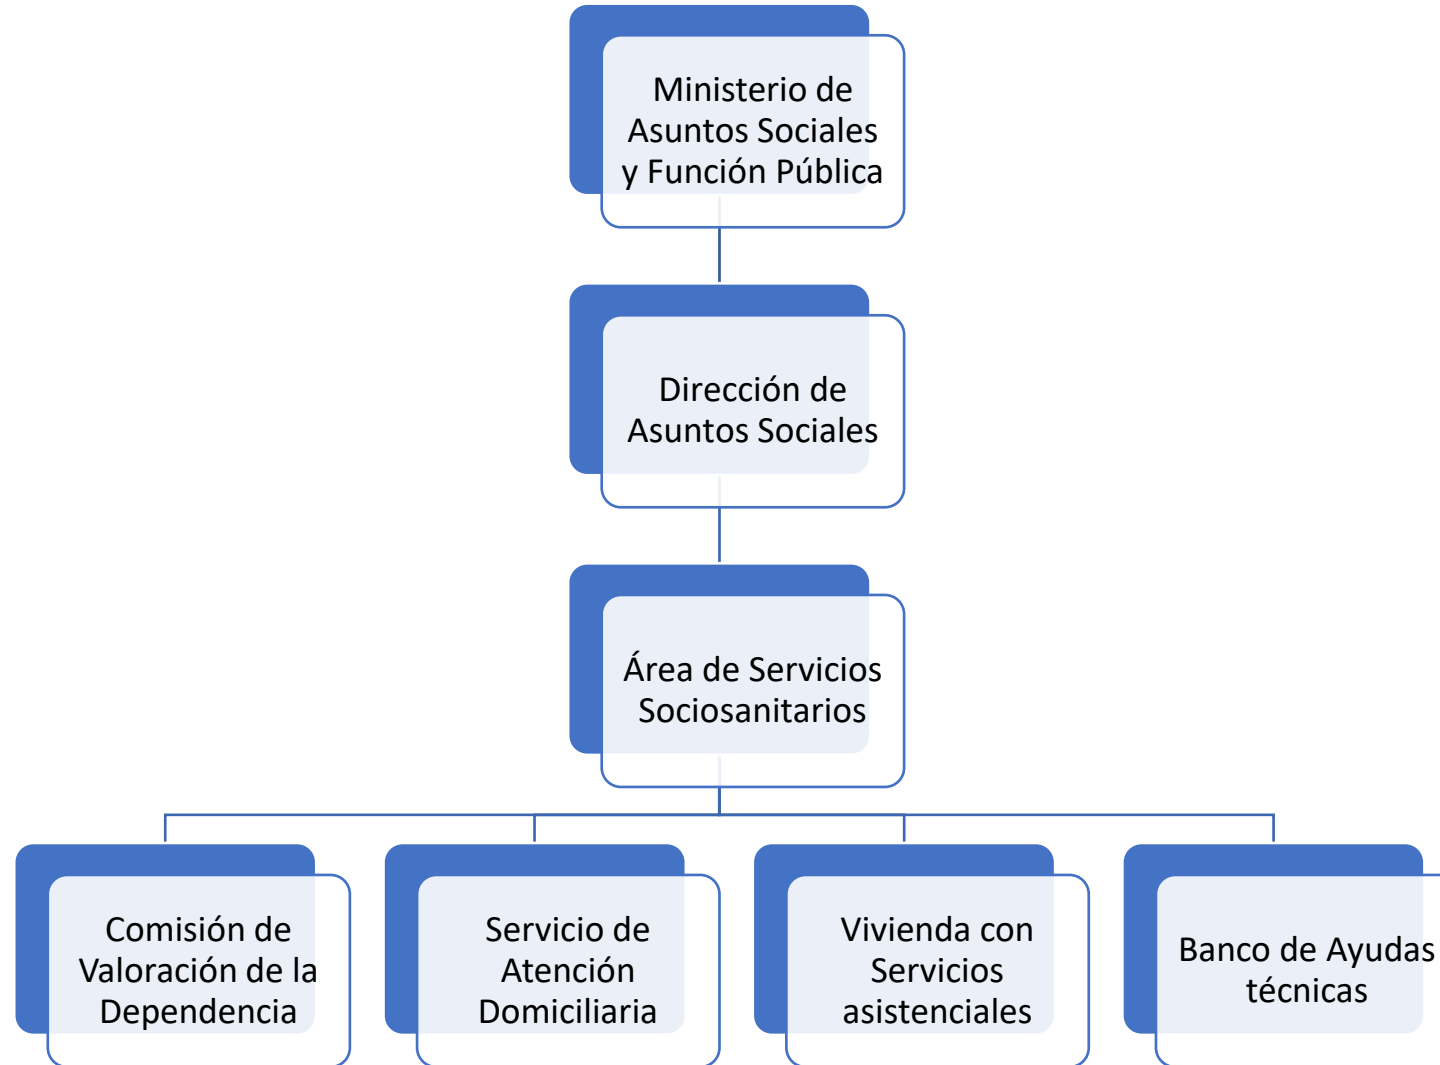 Ministerio de
Asuntos Sociales
y Función Pública
Dirección de
Asuntos Sociales
Área de Servicios
Sociosanitarios
Comisión de
Valoración de la
Dependencia
Servicio de
Atención
Domiciliaria
Vivienda con
Servicios
asistenciales
Banco de Ayudas
técnicas